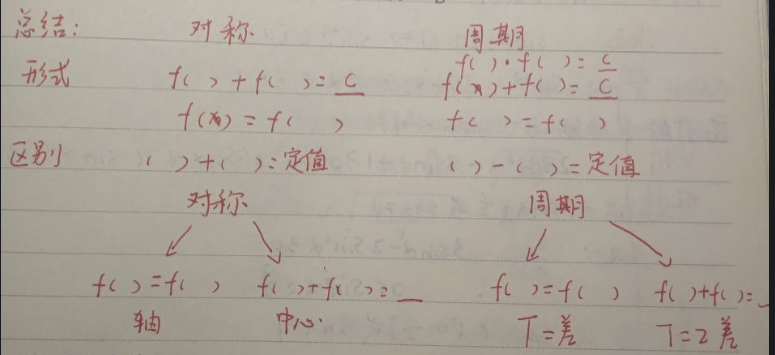 总结: 对称 周期
f( )·f( )=c
形式 f( )+f( )=c f(x)+f( )=c
f(x)=f( ) f( )=f( )
区别 ( )+( )=定值 ( )-( )=定值
对称 周期
f( )=f( ) f( )+f( )=_ f( )=f( ) f( )+f( )=_
轴 中心 T=差 T=2差